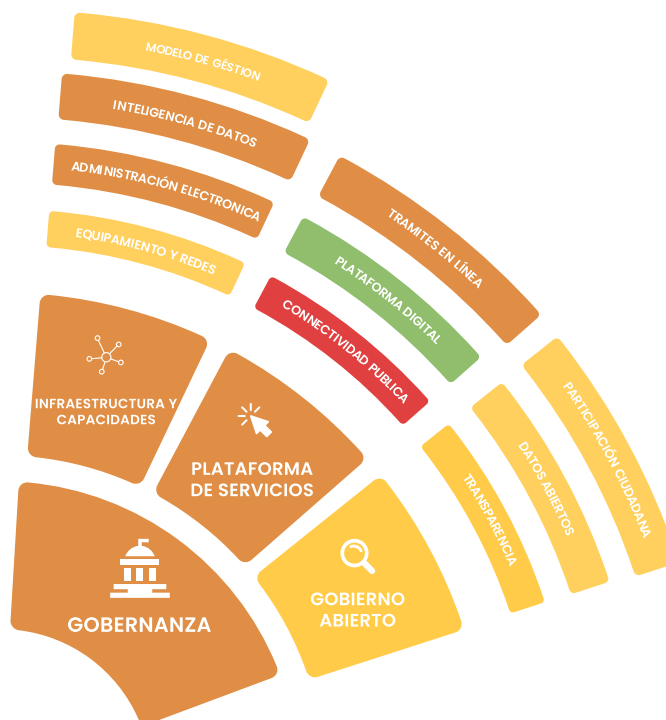 MODELO DE GÉSTION
INTELIGENCIA DE DATOS
ADMINISTRACIÓN ELECTRONICA
EQUIPAMIENTO Y REDES
TRAMITES EN LÍNEA
PLATAFORMA DIGITAL
CONNECTIVIDAD PUBLICA
PARTICIPACIÓN CIUDADANA
DATOS ABIERTOS
TRANSPARENCIA
INFRAESTRUCTURA Y
CAPACIDADES
PLATAFORMA
DE SERVICIOS
GOBIERNO
ABIERTO
GOBERNANZA